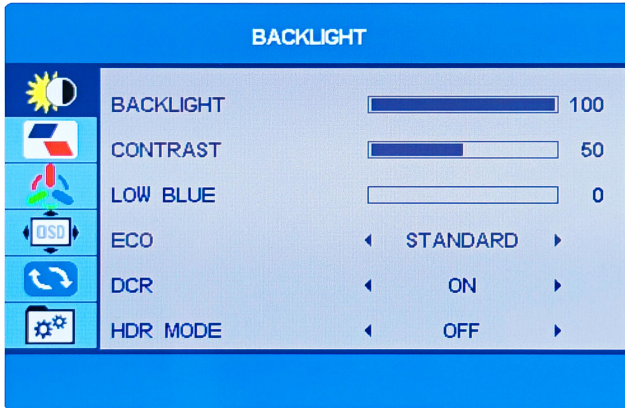 BACKLIGHT
BACKLIGHT 100
CONTRAST 50
LOW BLUE 0
OSD
ECO STANDARD
DCR ON
HDR MODE OFF